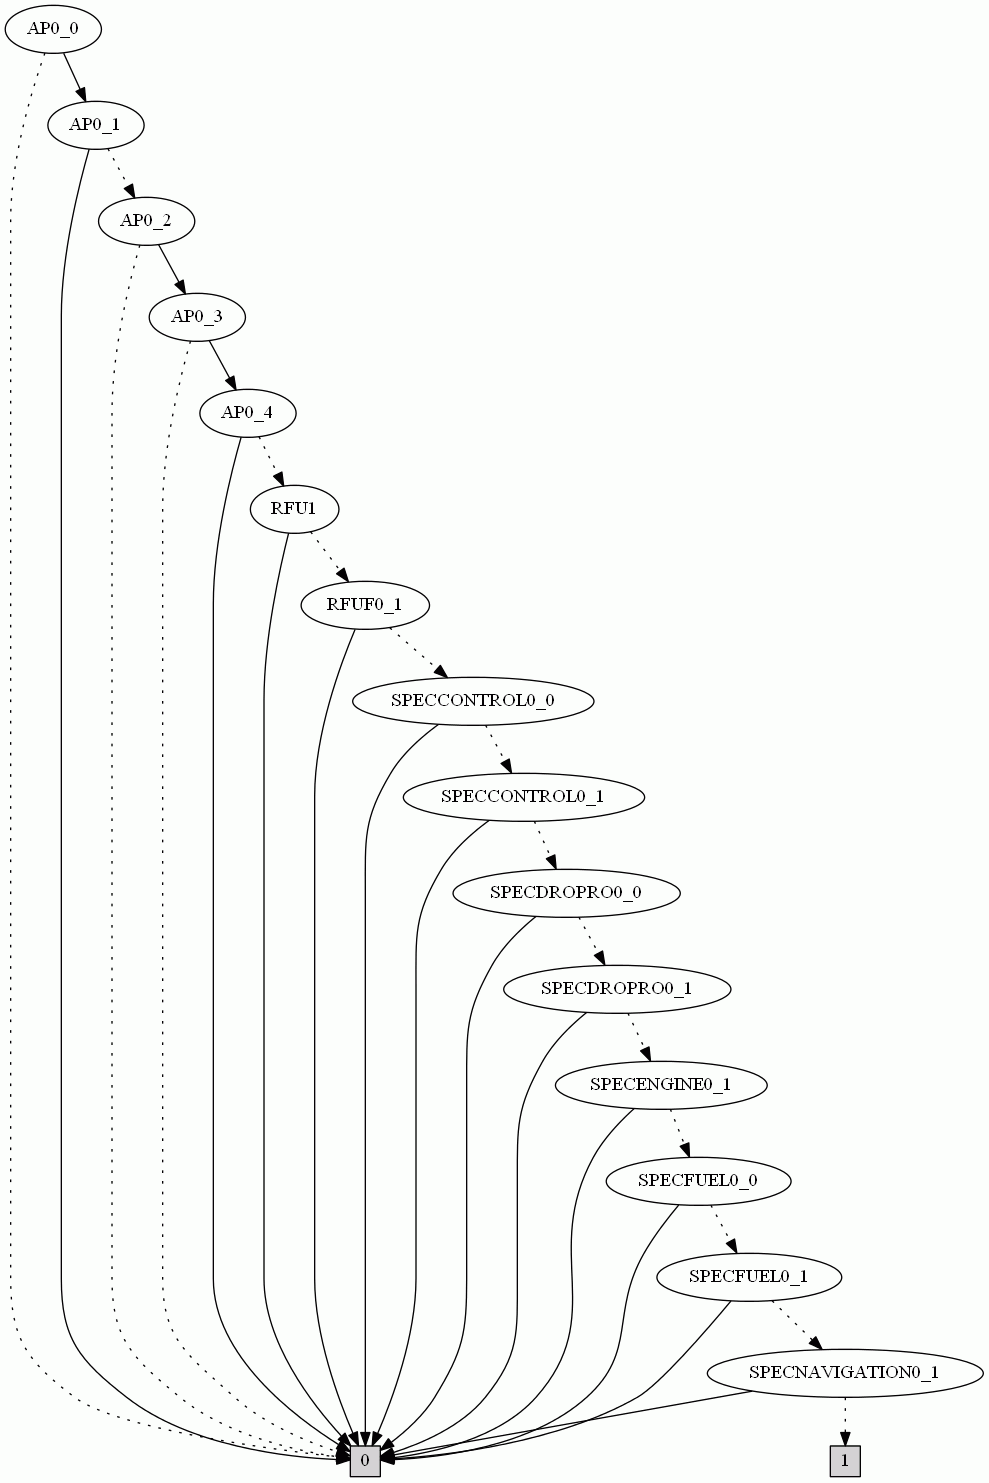 AP0_0
AP0_1
AP0_2
AP0_3
AP0_4
RFU1
RFUF0_1
SPECCONTROL0_0
SPECCONTROL0_1
SPECDROPRO0_0
SPECDROPRO0_1
SPECENGINE0_1
SPECFUEL0_0
SPECFUEL0_1
SPECNAVIGATION0_1
0 1